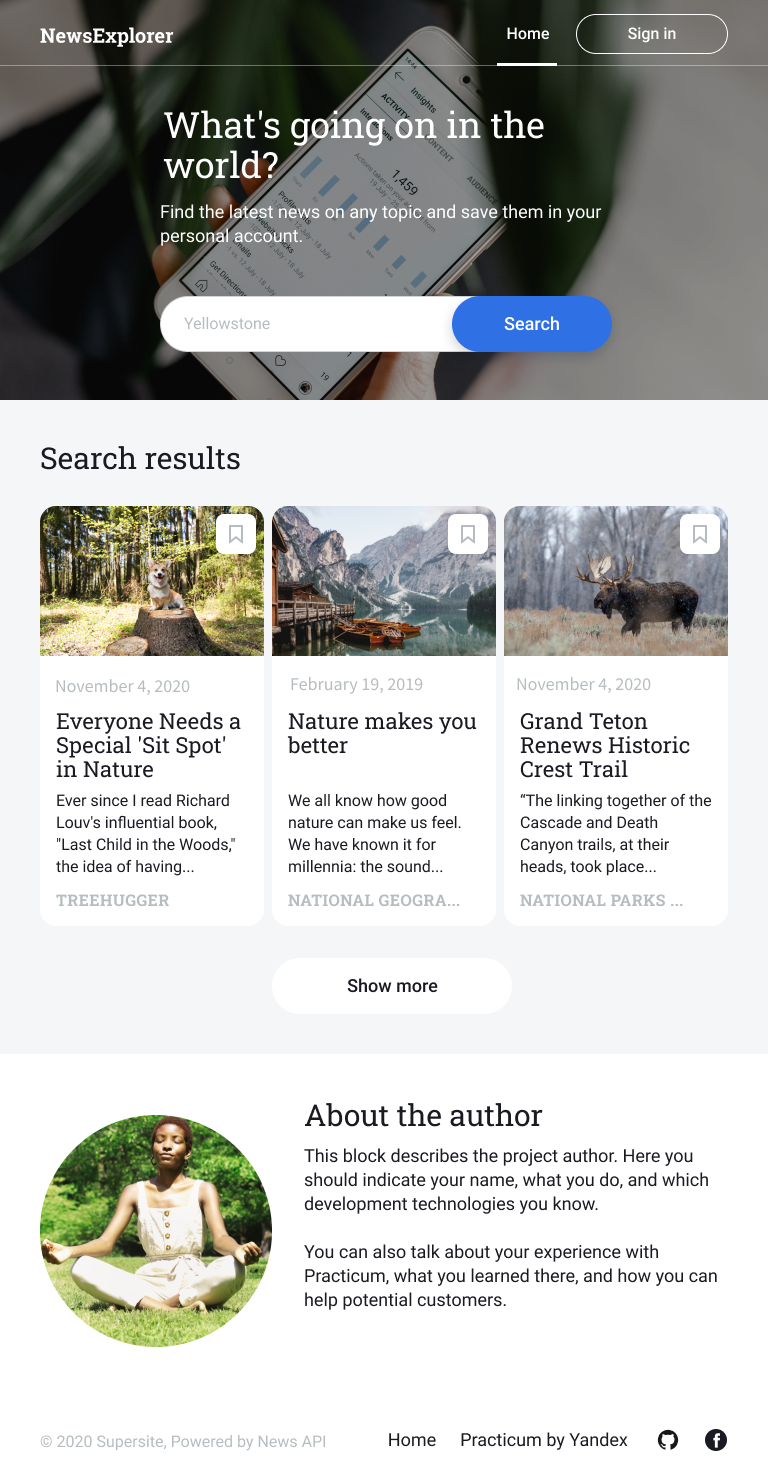 NewsExplorer
Home
Sign in
What's going on in the
world?
Find the latest news on any topic and save them in your
personal account.
Insights
ACTIVITY
CONTENT
AUDIENCE
Interactions
1,459
Yellowstone
Search
19
Search results
November 4, 2020
Everyone Needs a
Special 'Sit Spot'
in Nature
Ever since I read Richard
Louv's influential book,
"Last Child in the Woods,"
the idea of having...
TREEHUGGER
February 19, 2019
Nature makes you
better
We all know how good
nature can make us feel.
We have known it for
millennia: the sound...
NATIONAL GEOGRA...
November 4, 2020
Grand Teton
Renews Historic
Crest Trail
“The linking together of the
Cascade and Death
Canyon trails, at their
heads, took place...
NATIONAL PARKS ...
Show more
About the author
This block describes the project author. Here you
should indicate your name, what you do, and which
development technologies you know.
You can also talk about your experience with
Practicum, what you learned there, and how you can
help potential customers.
© 2020 Supersite, Powered by News API
Home
Practicum by Yandex